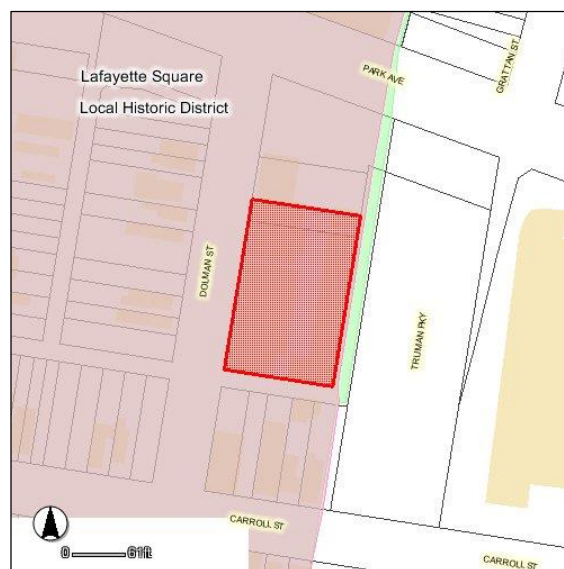 GRATTAN ST
PARK AVE
Lafayette Square
Local Historic District
DOLMAN ST
TRUMAN PKY
CARROLL ST
CARROLL ST
0 61ft